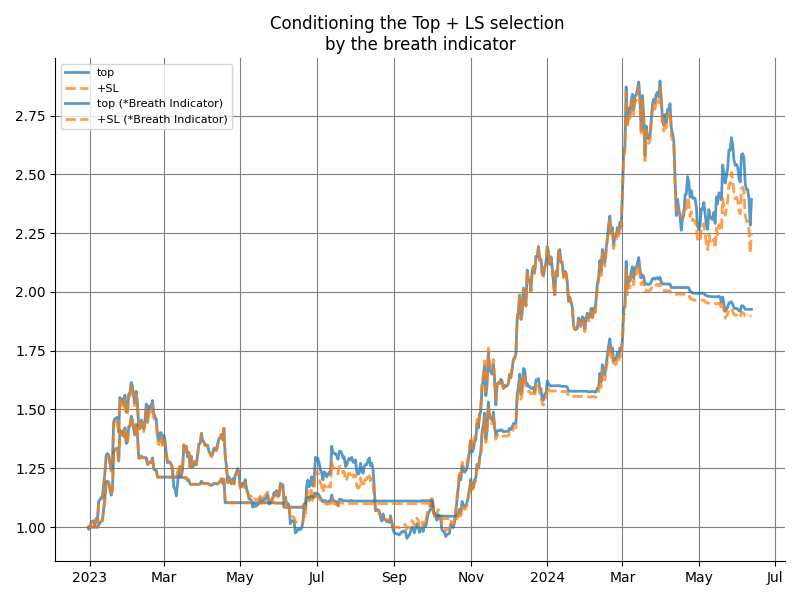 Conditioning the Top + LS selection
by the breath indicator
top
+SL
top (*Breath Indicator)
+SL (*Breath Indicator)
2.75
2.50
2.25
2.00
1.75
1.50
1.25
1.00
2023 Mar May Jul Sep Nov 2024 Mar May Jul